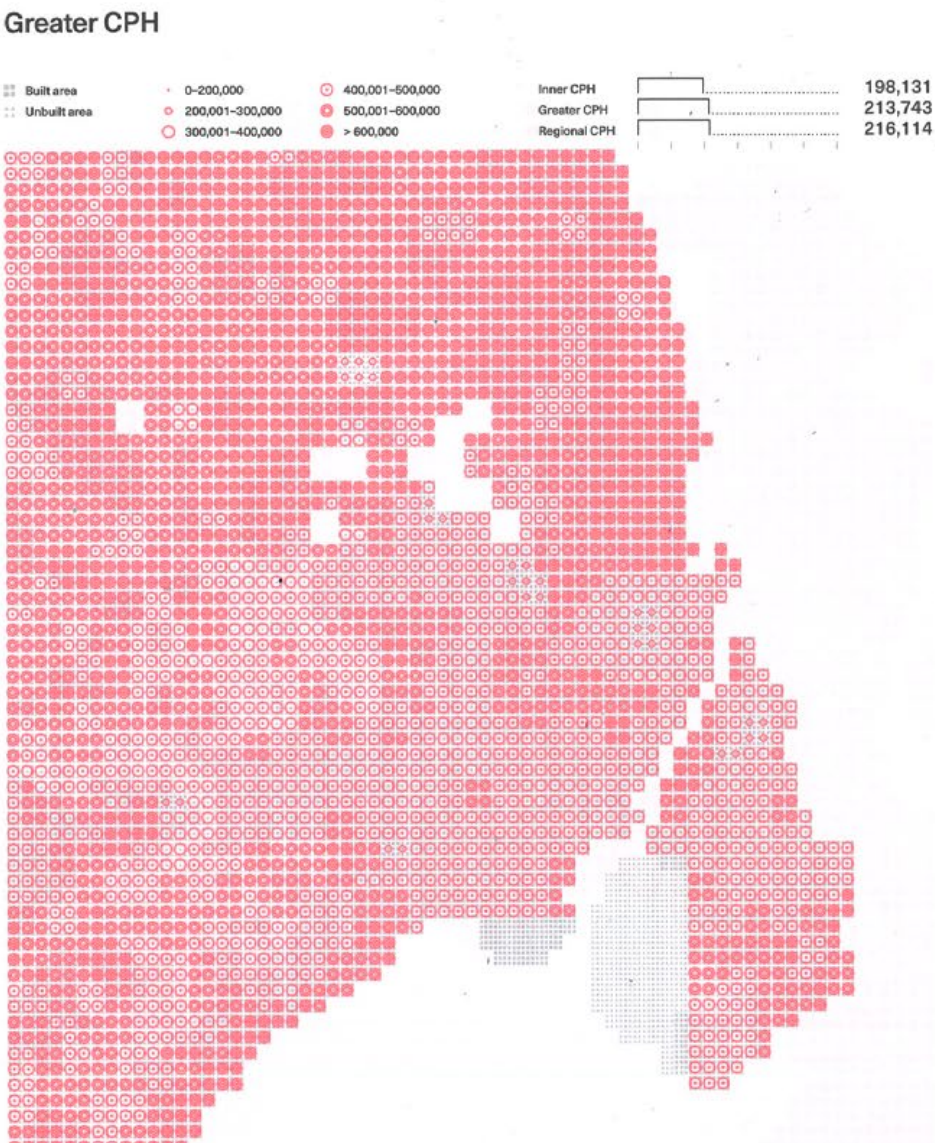 Greater CPH
Built area
Unbuilt area
0–200,000
200,001–300,000
300,001–400,000
400,001–500,000
500,001–600,000
> 600,000
Inner CPH 198,131
Greater CPH 213,743
Regional CPH 216,114